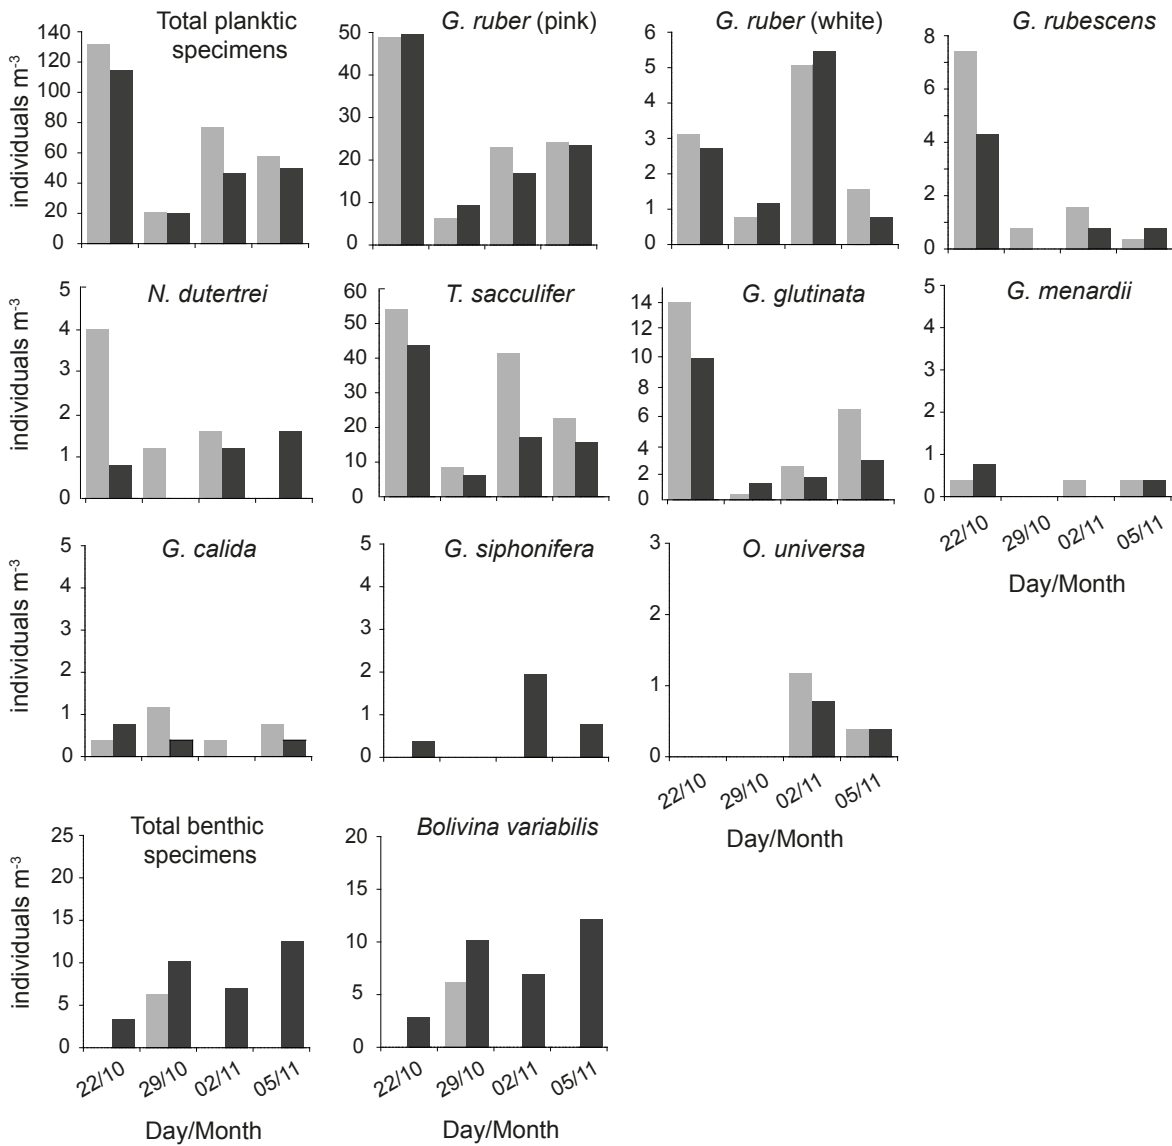 Total planktic
specimens
individuals m-3
140
120
100
80
60
40
20
0
G. ruber (pink)
50
40
30
20
10
0
G. ruber (white)
6
5
4
3
2
1
0
G. rubescens
8
6
4
2
0
N. dutertrei
individuals m-3
5
4
3
2
1
0
T. sacculifer
60
50
40
30
20
10
0
G. glutinata
14
12
10
8
6
4
2
0
G. menardii
5
4
3
2
1
0
22/10 29/10 02/11 05/11
Day/Month
G. calida
individuals m-3
5
4
3
2
1
0
G. siphonifera
5
4
3
2
1
0
O. universa
3
2
1
0
22/10 29/10 02/11 05/11
Day/Month
Total benthic
specimens
individuals m-3
25
20
15
10
5
0
22/10 29/10 02/11 05/11
Day/Month
Bolivina variabilis
20
15
10
5
0
22/10 29/10 02/11 05/11
Day/Month